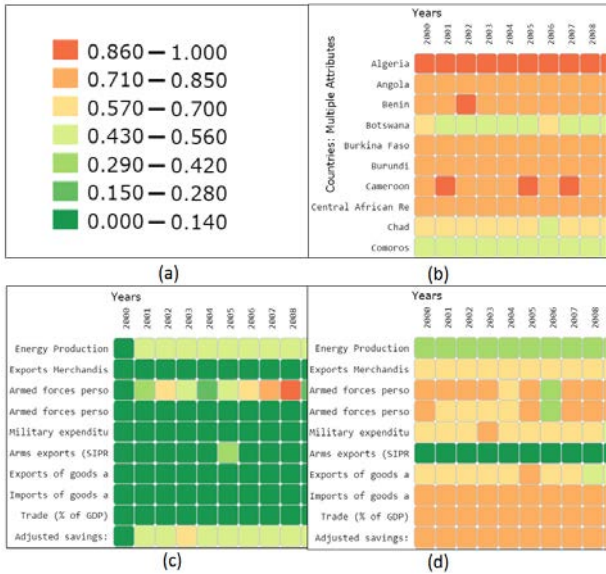 0.860 — 1.000
0.710 — 0.850
0.570 — 0.700
0.430 — 0.560
0.290 — 0.420
0.150 — 0.280
0.000 — 0.140
(a)
Years
2000 2001 2002 2003 2004 2005 2006 2007 2008
Countries: Multiple Attributes
Algeria
Angola
Benin
Botswana
Burkina Faso
Burundi
Cameroon
Central African Re
Chad
Comoros
(b)
Years
2000 2001 2002 2003 2004 2005 2006 2007 2008
Energy Production
Exports Merchandis
Armed forces perso
Armed forces perso
Military expenditu
Arms exports (SIPR
Exports of goods a
Imports of goods a
Trade (% of GDP)
Adjusted savings:
(c)
Years
2000 2001 2002 2003 2004 2005 2006 2007 2008
Energy Production
Exports Merchandis
Armed forces perso
Armed forces perso
Military expenditu
Arms exports (SIPR
Exports of goods a
Imports of goods a
Trade (% of GDP)
Adjusted savings:
(d)